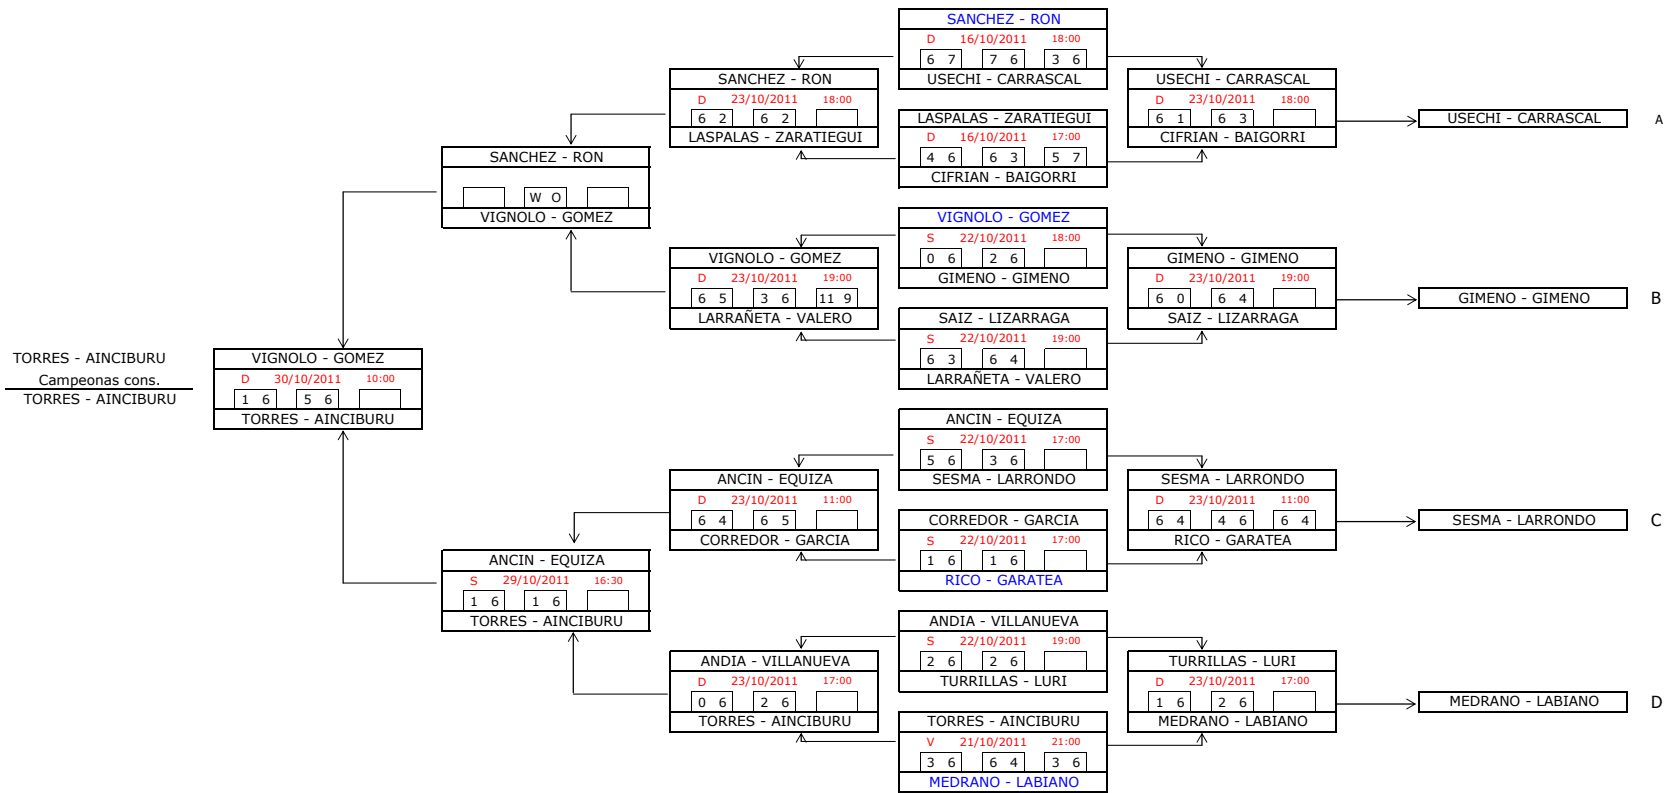 SANCHEZ - RON
D 16/10/2011 18:00
6 7 7 6 3 6
USECHI - CARRASCAL
SANCHEZ - RON
D 23/10/2011 18:00
6 2 6 2
LASPALAS - ZARATIEGUI
LASPALAS - ZARATIEGUI
D 16/10/2011 17:00
4 6 6 3 5 7
CIFRIAN - BAIGORRI
USECHI - CARRASCAL
D 23/10/2011 18:00
6 1 6 3
CIFRIAN - BAIGORRI
USECHI - CARRASCAL A
SANCHEZ - RON
W O
VIGNOLO - GOMEZ
VIGNOLO - GOMEZ
S 22/10/2011 18:00
0 6 2 6
GIMENO - GIMENO
VIGNOLO - GOMEZ
D 23/10/2011 19:00
6 5 3 6 11 9
LARRAÑETA - VALERO
SAIZ - LIZARRAGA
S 22/10/2011 19:00
6 3 6 4
LARRAÑETA - VALERO
GIMENO - GIMENO
D 23/10/2011 19:00
6 0 6 4
SAIZ - LIZARRAGA
GIMENO - GIMENO B
TORRES - AINCIBURU
Campeonas cons.
TORRES - AINCIBURU
VIGNOLO - GOMEZ
D 30/10/2011 10:00
1 6 5 6
TORRES - AINCIBURU
ANCIN - EQUIZA
S 22/10/2011 17:00
5 6 3 6
SESMA - LARRONDO
ANCIN - EQUIZA
D 23/10/2011 11:00
6 4 6 5
CORREDOR - GARCIA
CORREDOR - GARCIA
S 22/10/2011 17:00
1 6 1 6
RICO - GARATEA
SESMA - LARRONDO
D 23/10/2011 11:00
6 4 4 6 6 4
RICO - GARATEA
SESMA - LARRONDO C
ANCIN - EQUIZA
S 29/10/2011 16:30
1 6 1 6
TORRES - AINCIBURU
ANDIA - VILLANUEVA
S 22/10/2011 19:00
2 6 2 6
TURRILLAS - LURI
ANDIA - VILLANUEVA
D 23/10/2011 17:00
0 6 2 6
TORRES - AINCIBURU
TORRES - AINCIBURU
V 21/10/2011 21:00
3 6 6 4 3 6
MEDRANO - LABIANO
TURRILLAS - LURI
D 23/10/2011 17:00
1 6 2 6
MEDRANO - LABIANO
MEDRANO - LABIANO D